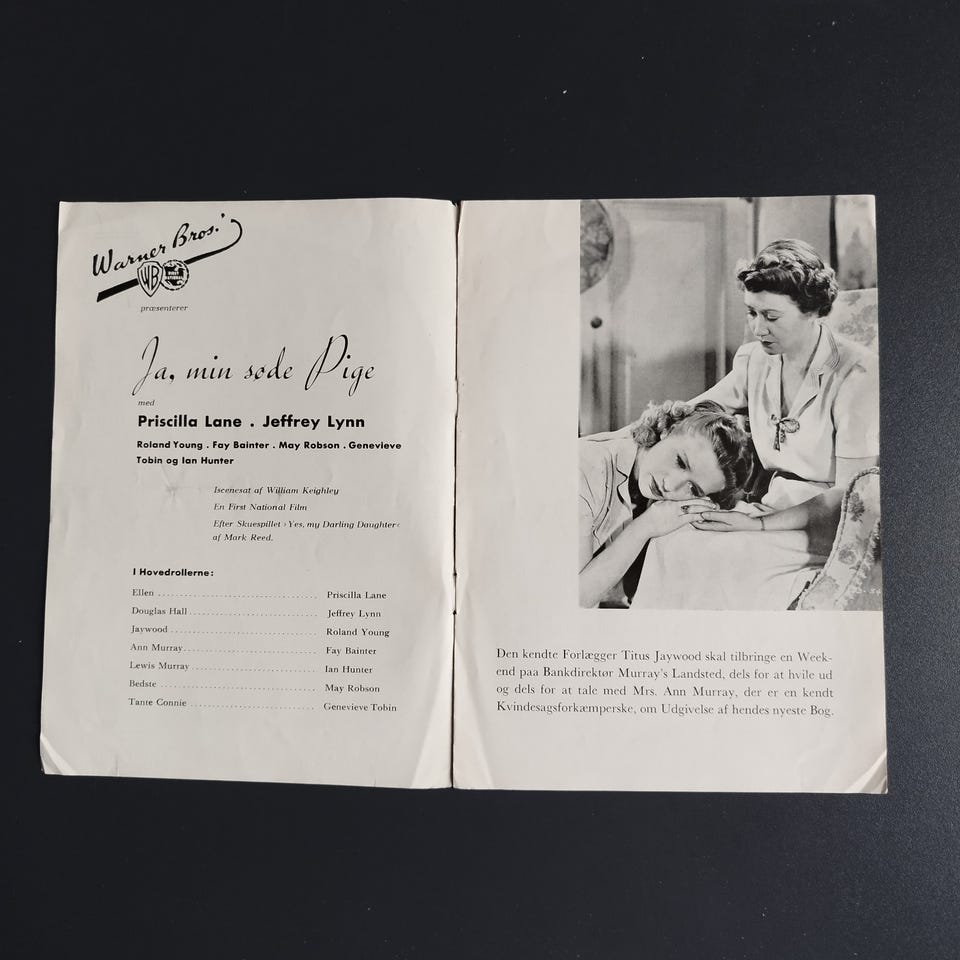 Warner Bros.'
WB
FIRST NATIONAL
præsenterer
Ja, min søde Pige
med
Priscilla Lane . Jeffrey Lynn
Roland Young . Fay Bainter . May Robson . Genevieve
Tobin og Ian Hunter
Iscenesat af William Keighley
En First National Film
Efter Skuespillet ›Yes, my Darling Daughter‹
af Mark Reed.
I Hovedrollerne:
Ellen ................................ Priscilla Lane
Douglas Hall .......................... Jeffrey Lynn
Jaywood .............................. Roland Young
Ann Murray........................... Fay Bainter
Lewis Murray ......................... Ian Hunter
Bedste ............................... May Robson
Tante Connie ......................... Genevieve Tobin
Den kendte Forlægger Titus Jaywood skal tilbringe en Week-
end paa Bankdirektør Murray's Landsted, dels for at hvile ud
og dels for at tale med Mrs. Ann Murray, der er en kendt
Kvindesagsforkæmperske, om Udgivelse af hendes nyeste Bog.